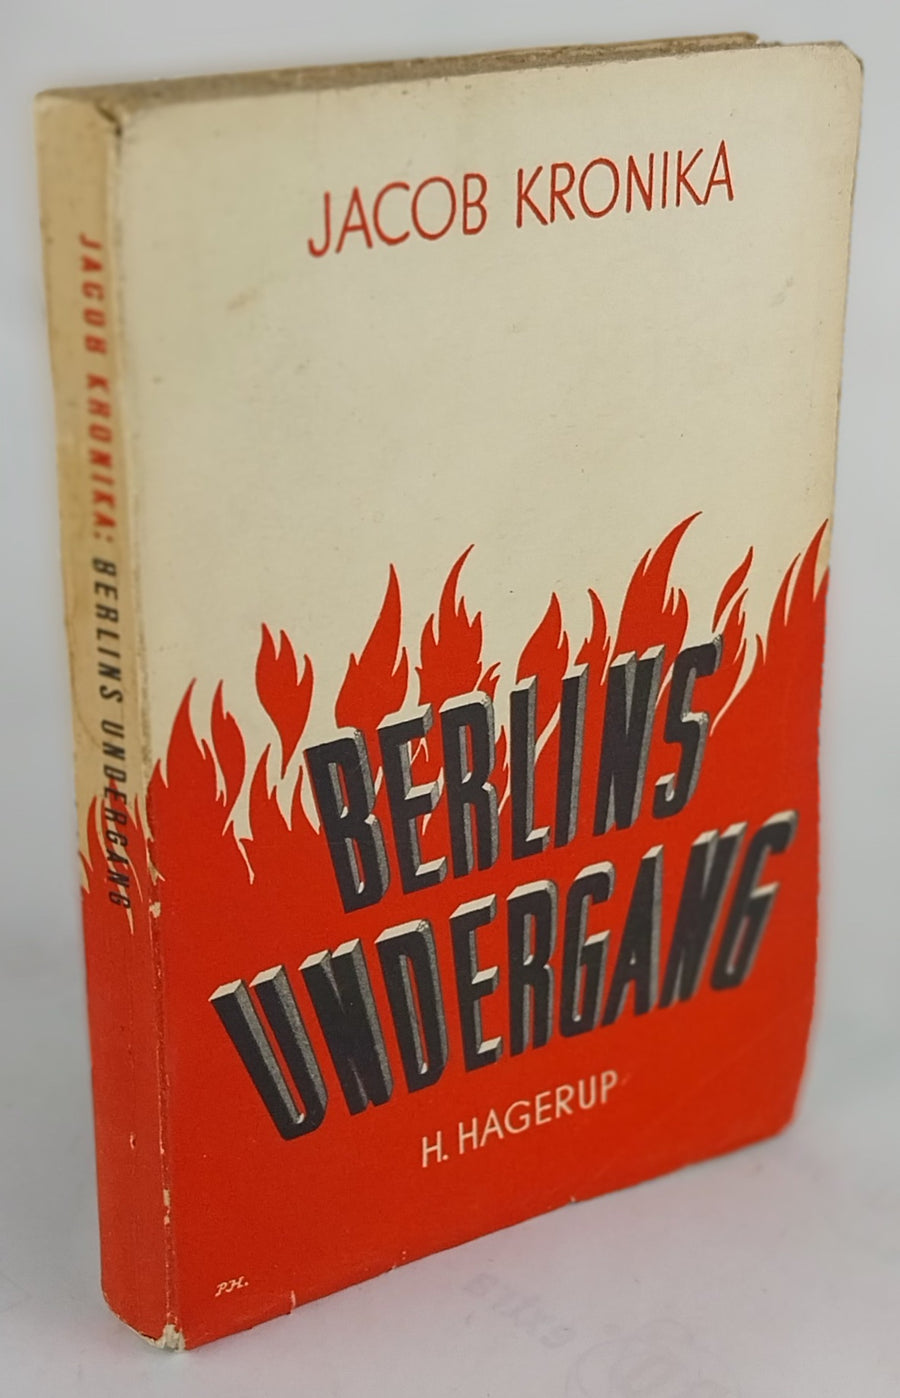 JACOB KRONIKA
BERLINS
UNDERGANG
H. HAGERUP
P.H.
JACOB KRONIKA: BERLINS UNDERGANG